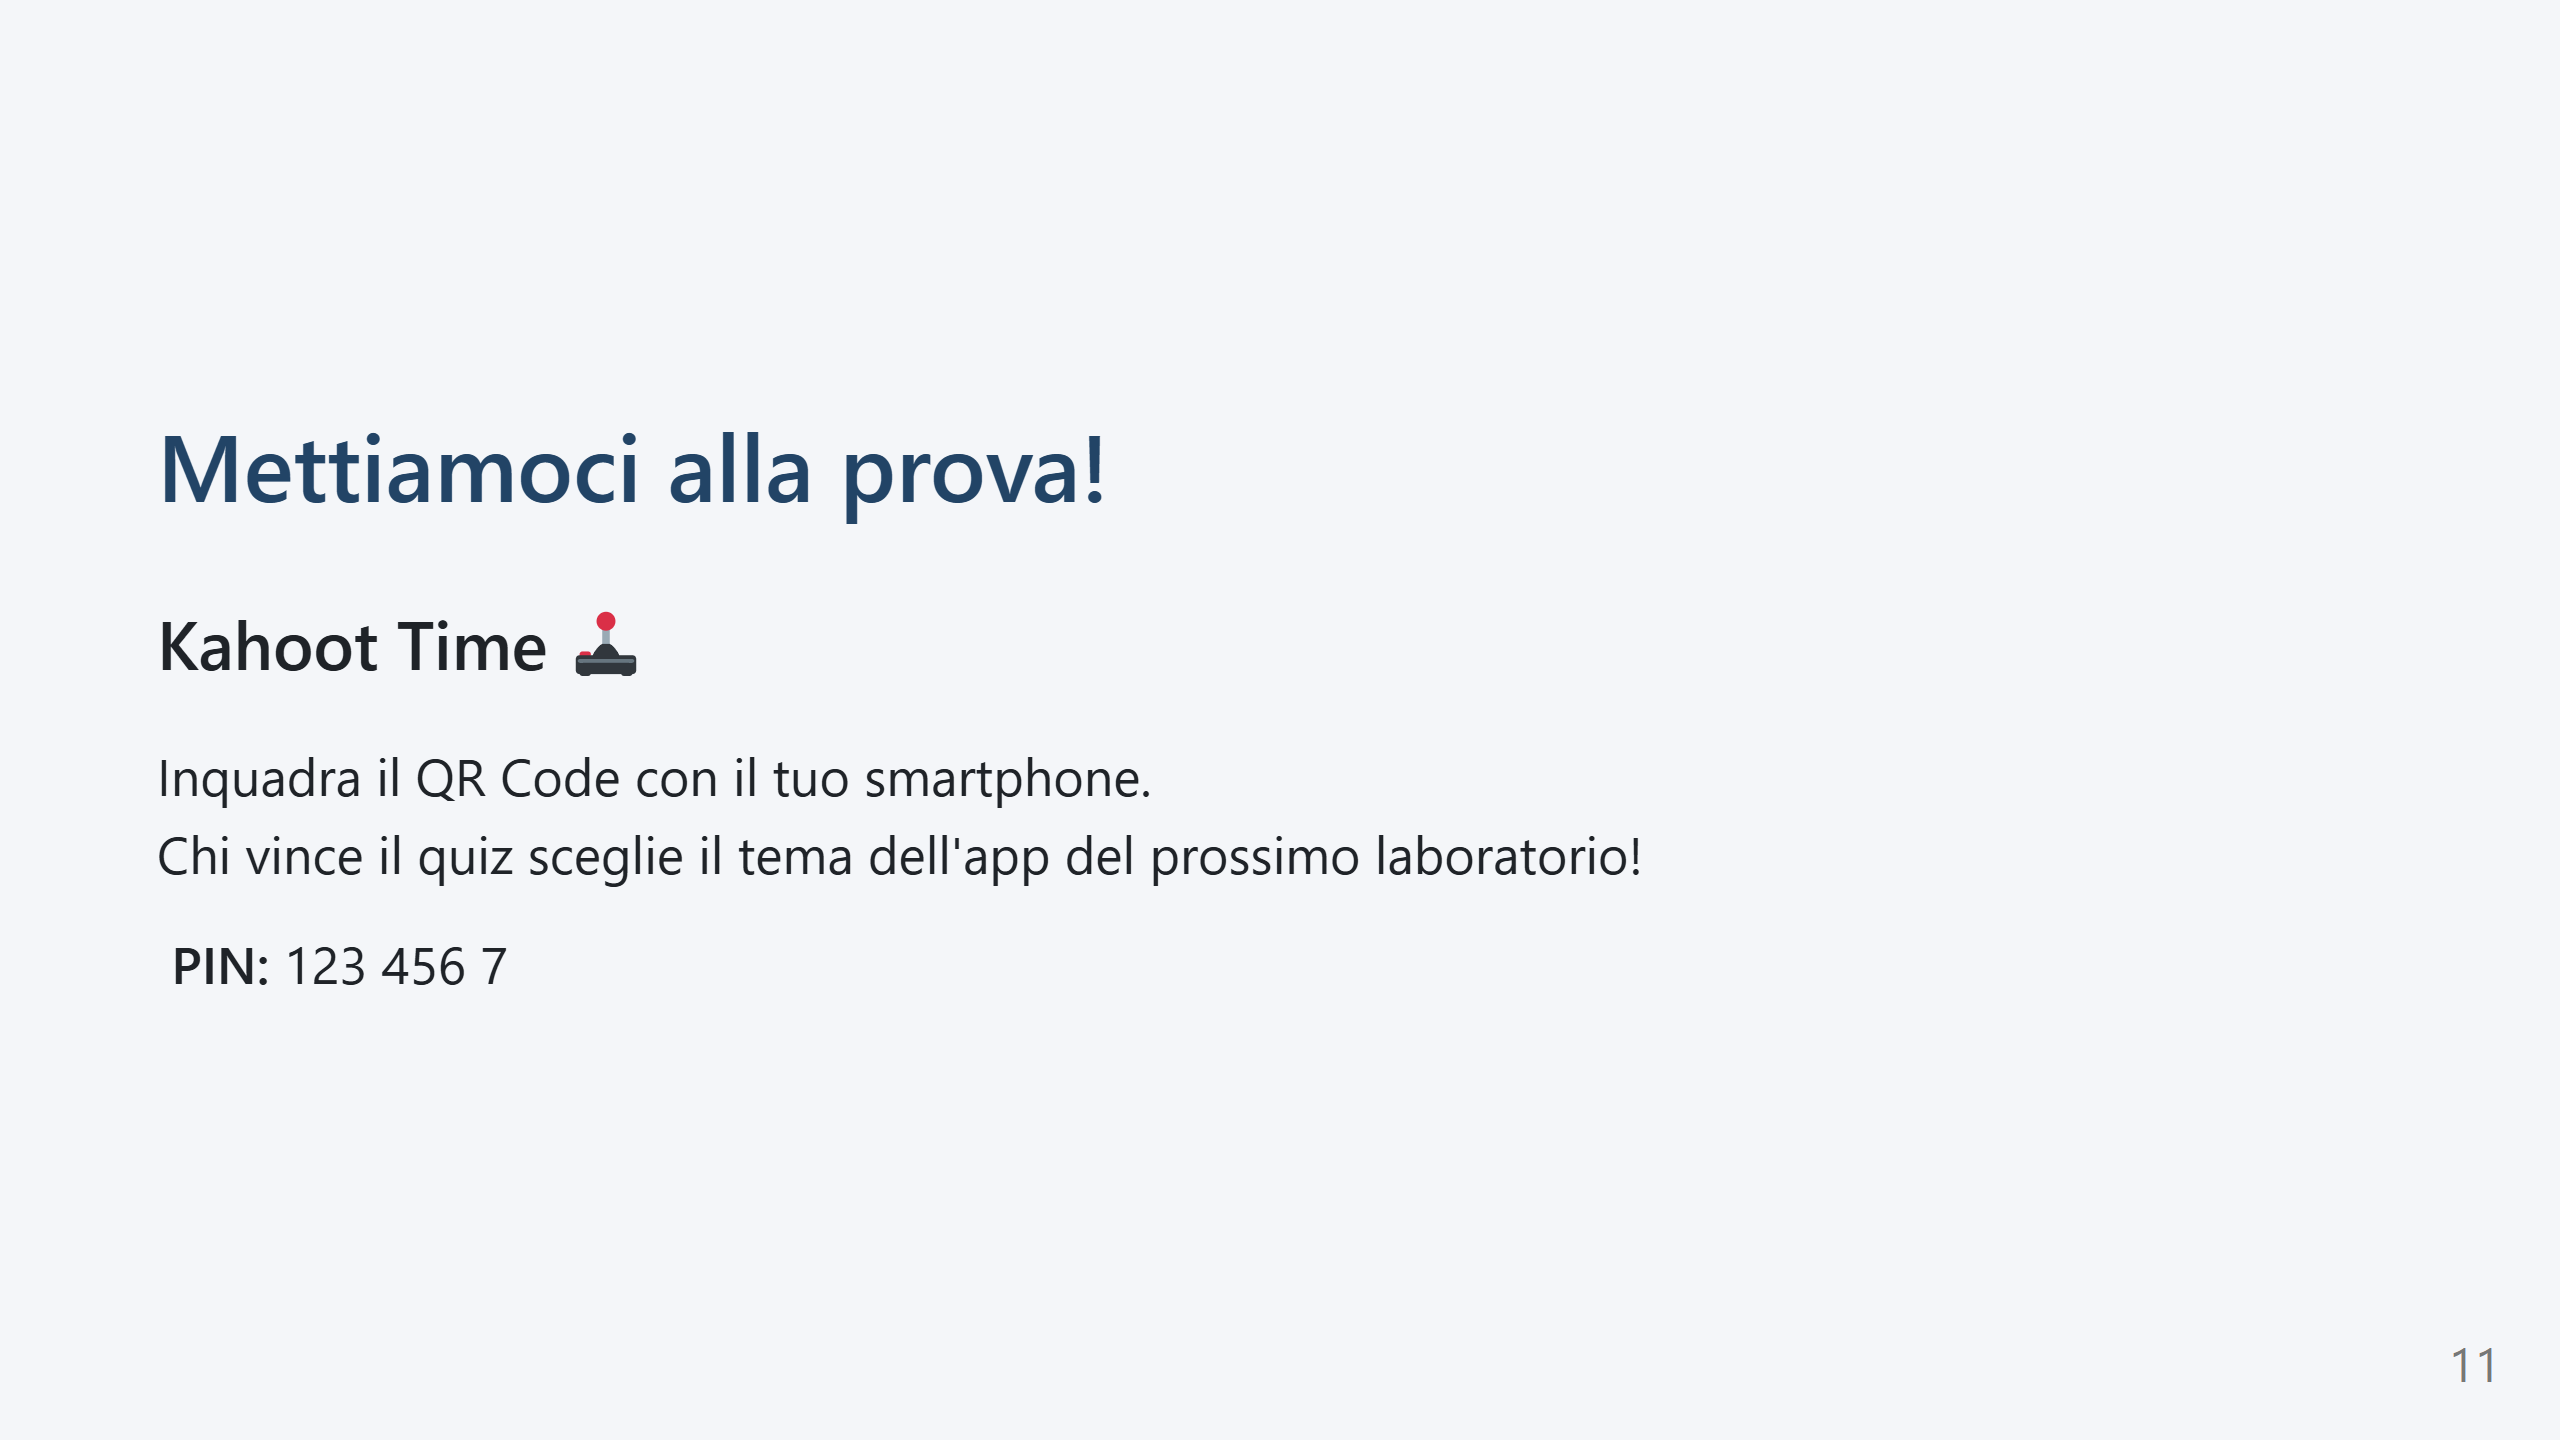 Mettiamoci alla prova!
Kahoot Time 🕹️
Inquadra il QR Code con il tuo smartphone.
Chi vince il quiz sceglie il tema dell'app del prossimo laboratorio!
PIN: 123 456 7
11